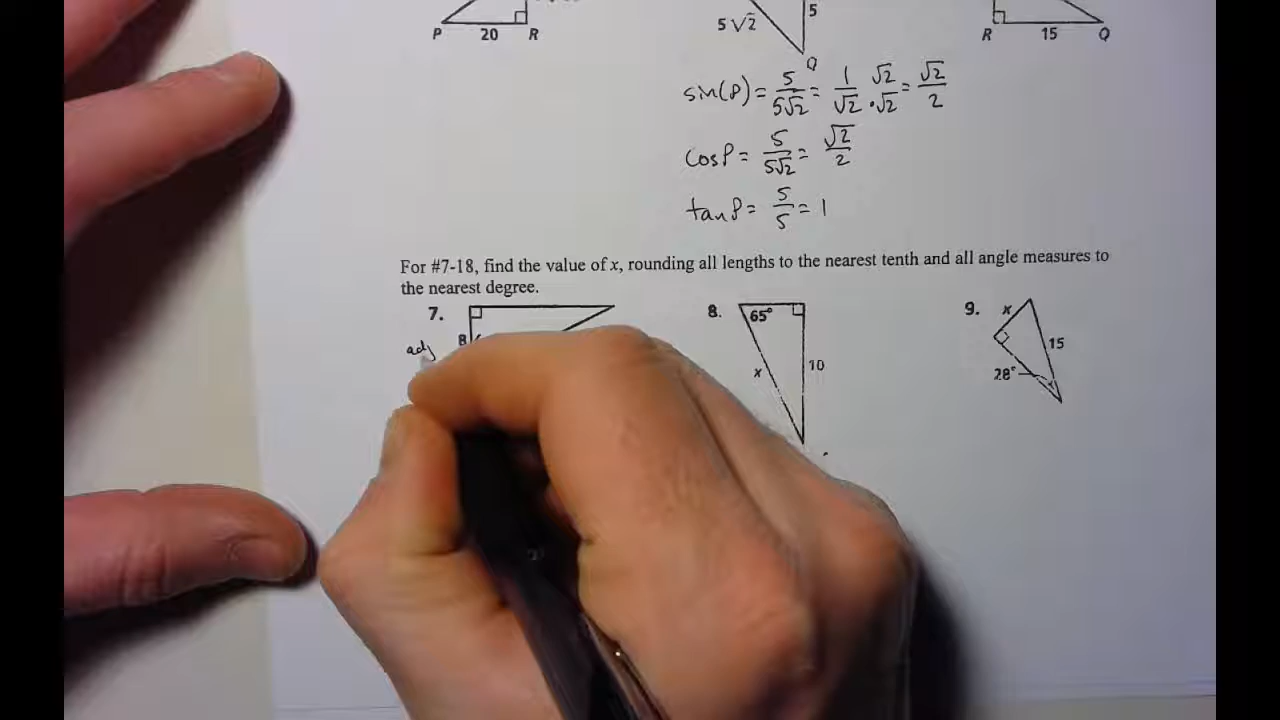 P 20 R
5√2
5
Q
R 15 Q
sin(P) = 5/5√2 = 1/√2 · √2/√2 = √2/2
cosP = 5/5√2 = √2/2
tanP = 5/5 = 1
For #7-18, find the value of x, rounding all lengths to the nearest tenth and all angle measures to
the nearest degree.
7.
adj 8
8. 65°
x 10
9. x
15
28°